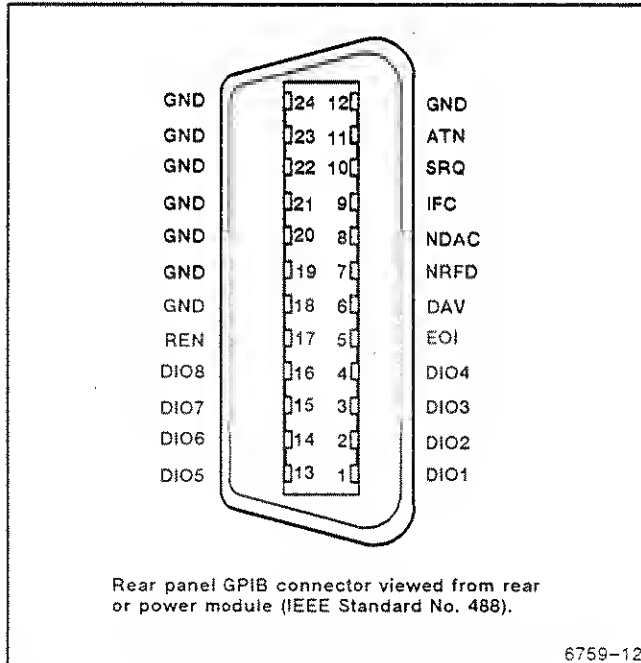 GND 24 12 GND
GND 23 11 ATN
GND 22 10 SRQ
GND 21 9 IFC
GND 20 8 NDAC
GND 19 7 NRFD
GND 18 6 DAV
REN 17 5 EOI
DIO8 16 4 DIO4
DIO7 15 3 DIO3
DIO6 14 2 DIO2
DIO5 13 1 DIO1
Rear panel GPIB connector viewed from rear
or power module (IEEE Standard No. 488).
6759-12